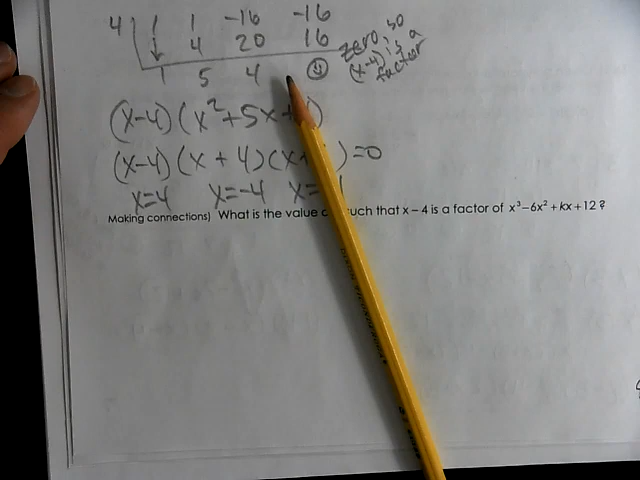 4 1 1 -16 -16
↓ 4 20 16
1 5 4 0
zero, so
(x-4) is a
factor
(x-4)(x²+5x+
(x-4)(x+4)(x+ )=0
x=4 x=-4 x=
Making connections) What is the value such that x – 4 is a factor of x³–6x² + kx + 12 ?